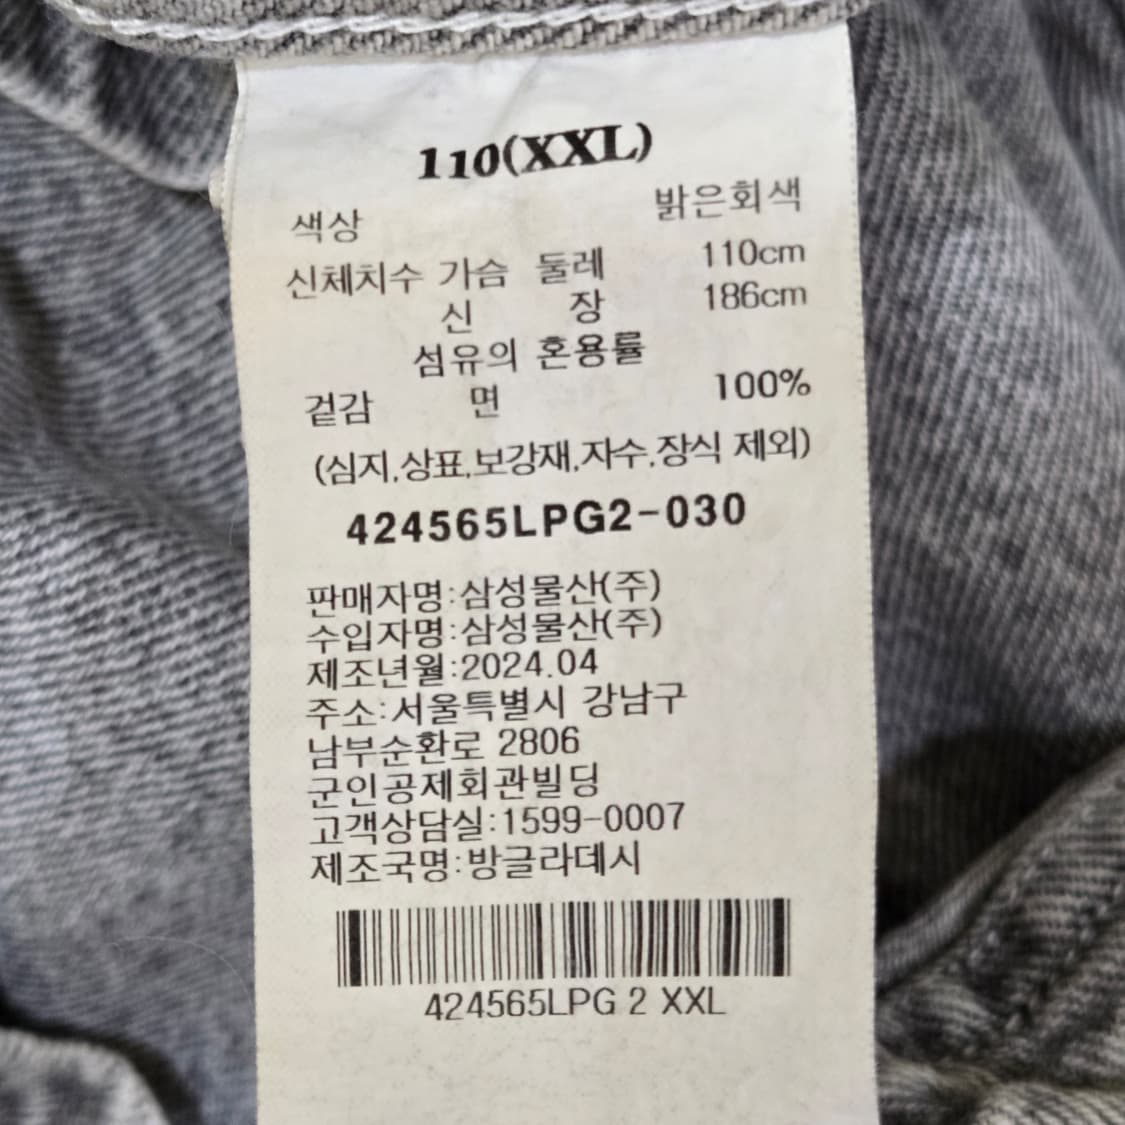 110(XXL)
색상 밝은회색
신체치수 가슴 둘레 110cm
신 장 186cm
섬유의 혼용률
겉감 면 100%
(심지,상표,보강재,자수,장식 제외)
424565LPG2-030
판매자명:삼성물산(주)
수입자명:삼성물산(주)
제조년월:2024.04
주소:서울특별시 강남구
남부순환로 2806
군인공제회관빌딩
고객상담실:1599-0007
제조국명:방글라데시
424565LPG 2 XXL